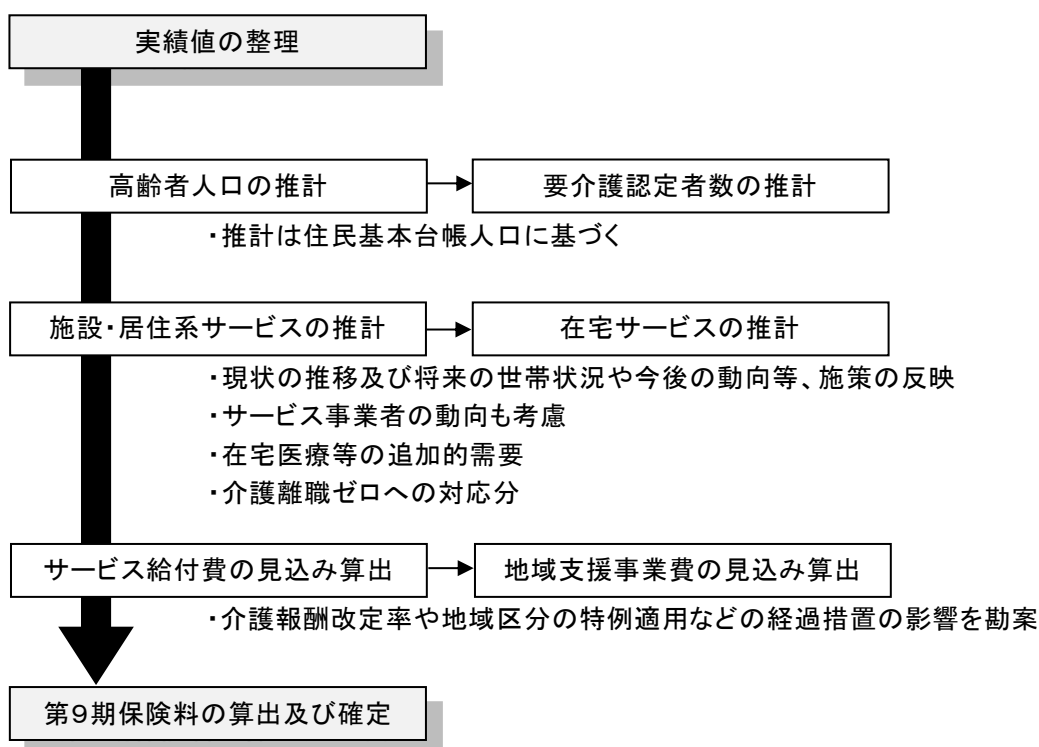 実績値の整理
高齢者人口の推計
要介護認定者数の推計
・推計は住民基本台帳人口に基づく
施設・居住系サービスの推計
在宅サービスの推計
・現状の推移及び将来の世帯状況や今後の動向等、施策の反映
・サービス事業者の動向も考慮
・在宅医療等の追加的需要
・介護離職ゼロへの対応分
サービス給付費の見込み算出
地域支援事業費の見込み算出
・介護報酬改定率や地域区分の特例適用などの経過措置の影響を勘案
第9期保険料の算出及び確定